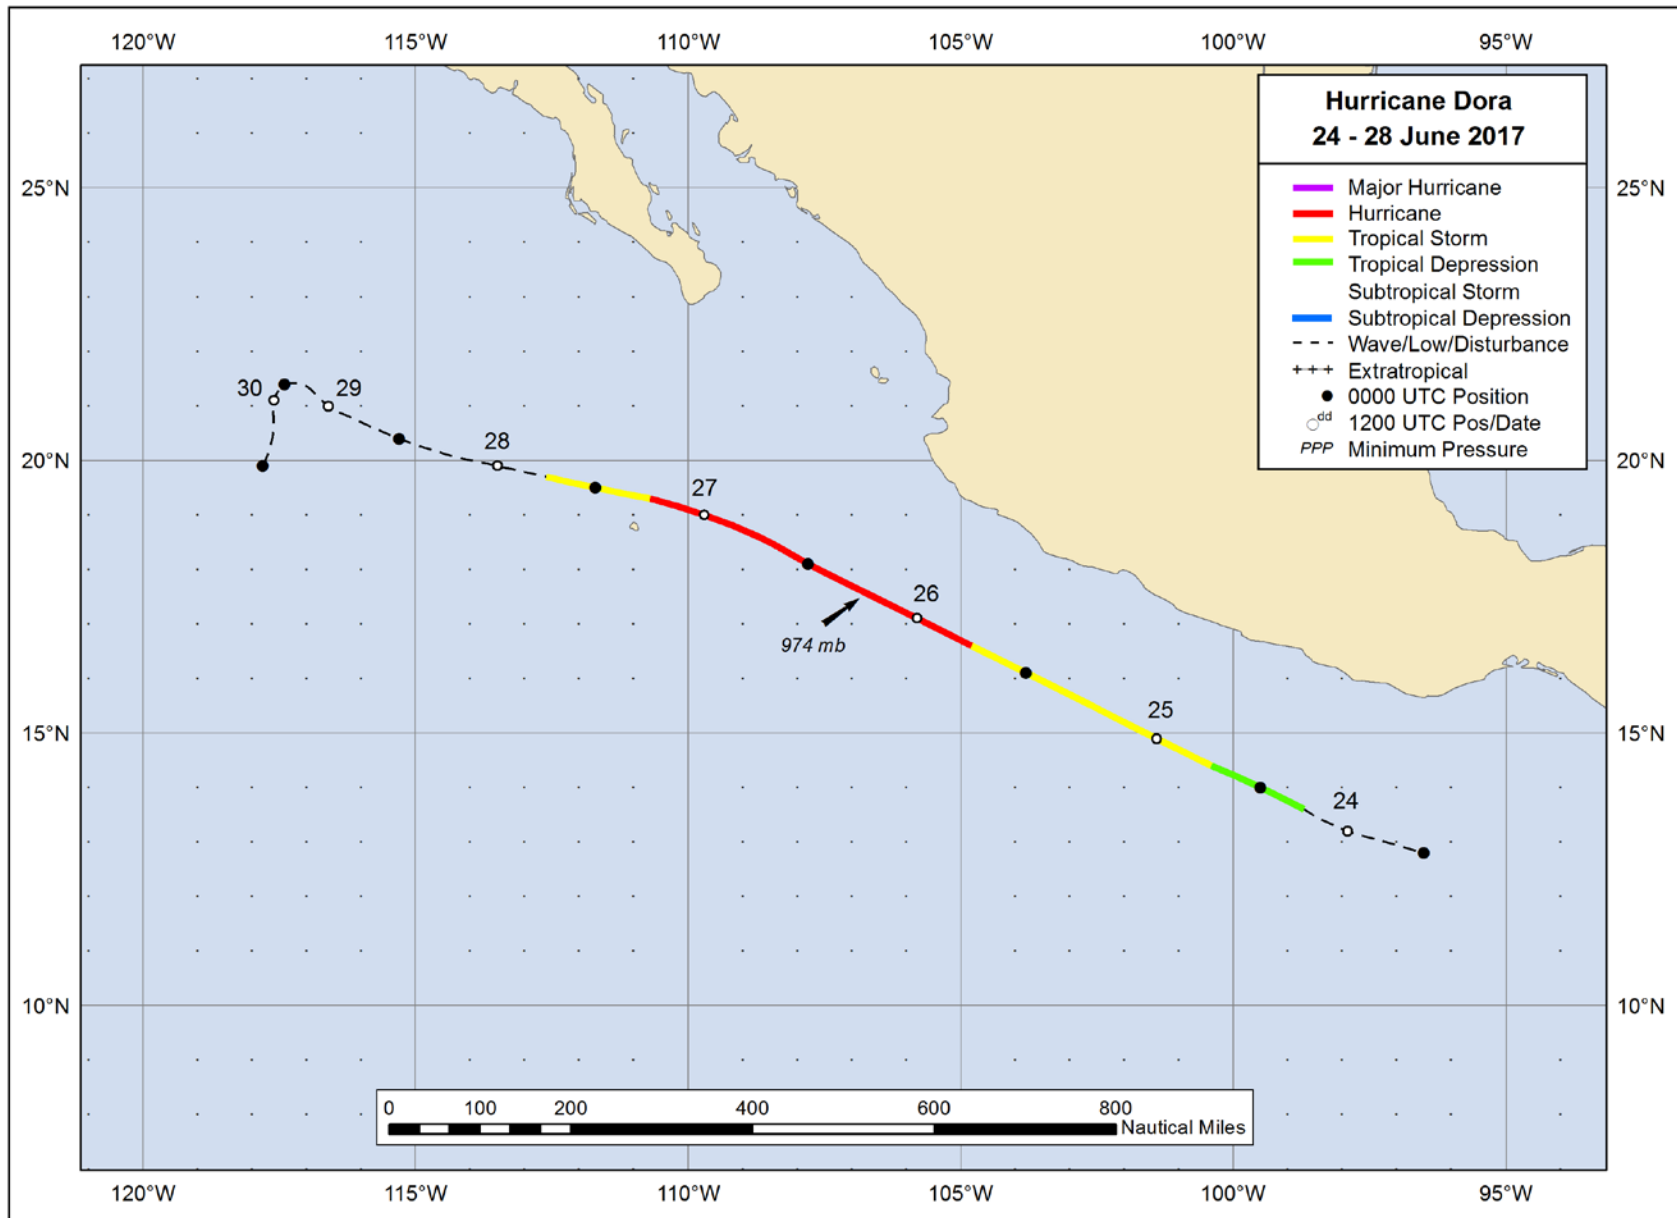 120°W 115°W 110°W 105°W 100°W 95°W
Hurricane Dora
24 - 28 June 2017
Major Hurricane
Hurricane
Tropical Storm
Tropical Depression
Subtropical Storm
Subtropical Depression
Wave/Low/Disturbance
+++ Extratropical
0000 UTC Position
dd 1200 UTC Pos/Date
PPP Minimum Pressure
25°N 25°N
30 29
28
20°N 20°N
27
26
974 mb
25
15°N 15°N
24
10°N 10°N
0 100 200 400 600 800
Nautical Miles
120°W 115°W 110°W 105°W 100°W 95°W